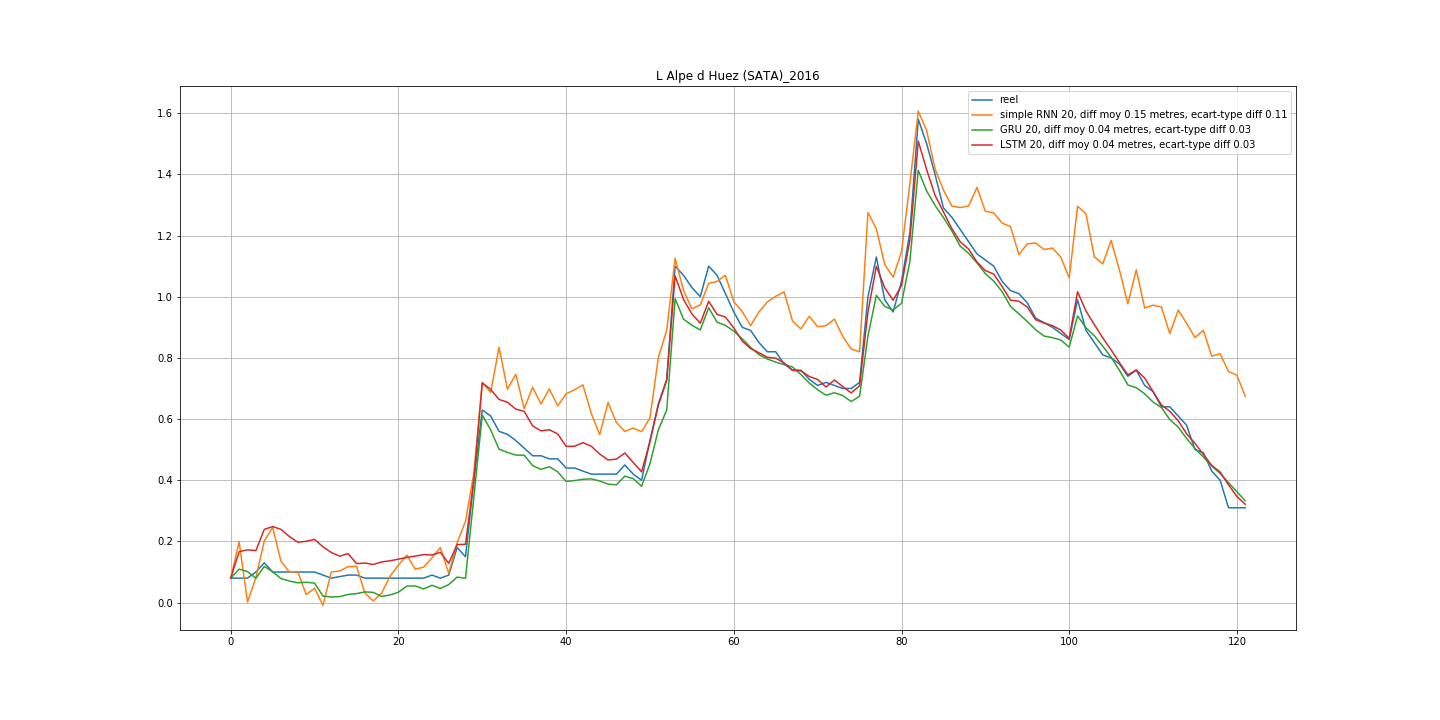 L Alpe d Huez (SATA)_2016
reel
simple RNN 20, diff moy 0.15 metres, ecart-type diff 0.11
GRU 20, diff moy 0.04 metres, ecart-type diff 0.03
LSTM 20, diff moy 0.04 metres, ecart-type diff 0.03
1.6
1.4
1.2
1.0
0.8
0.6
0.4
0.2
0.0
0 20 40 60 80 100 120